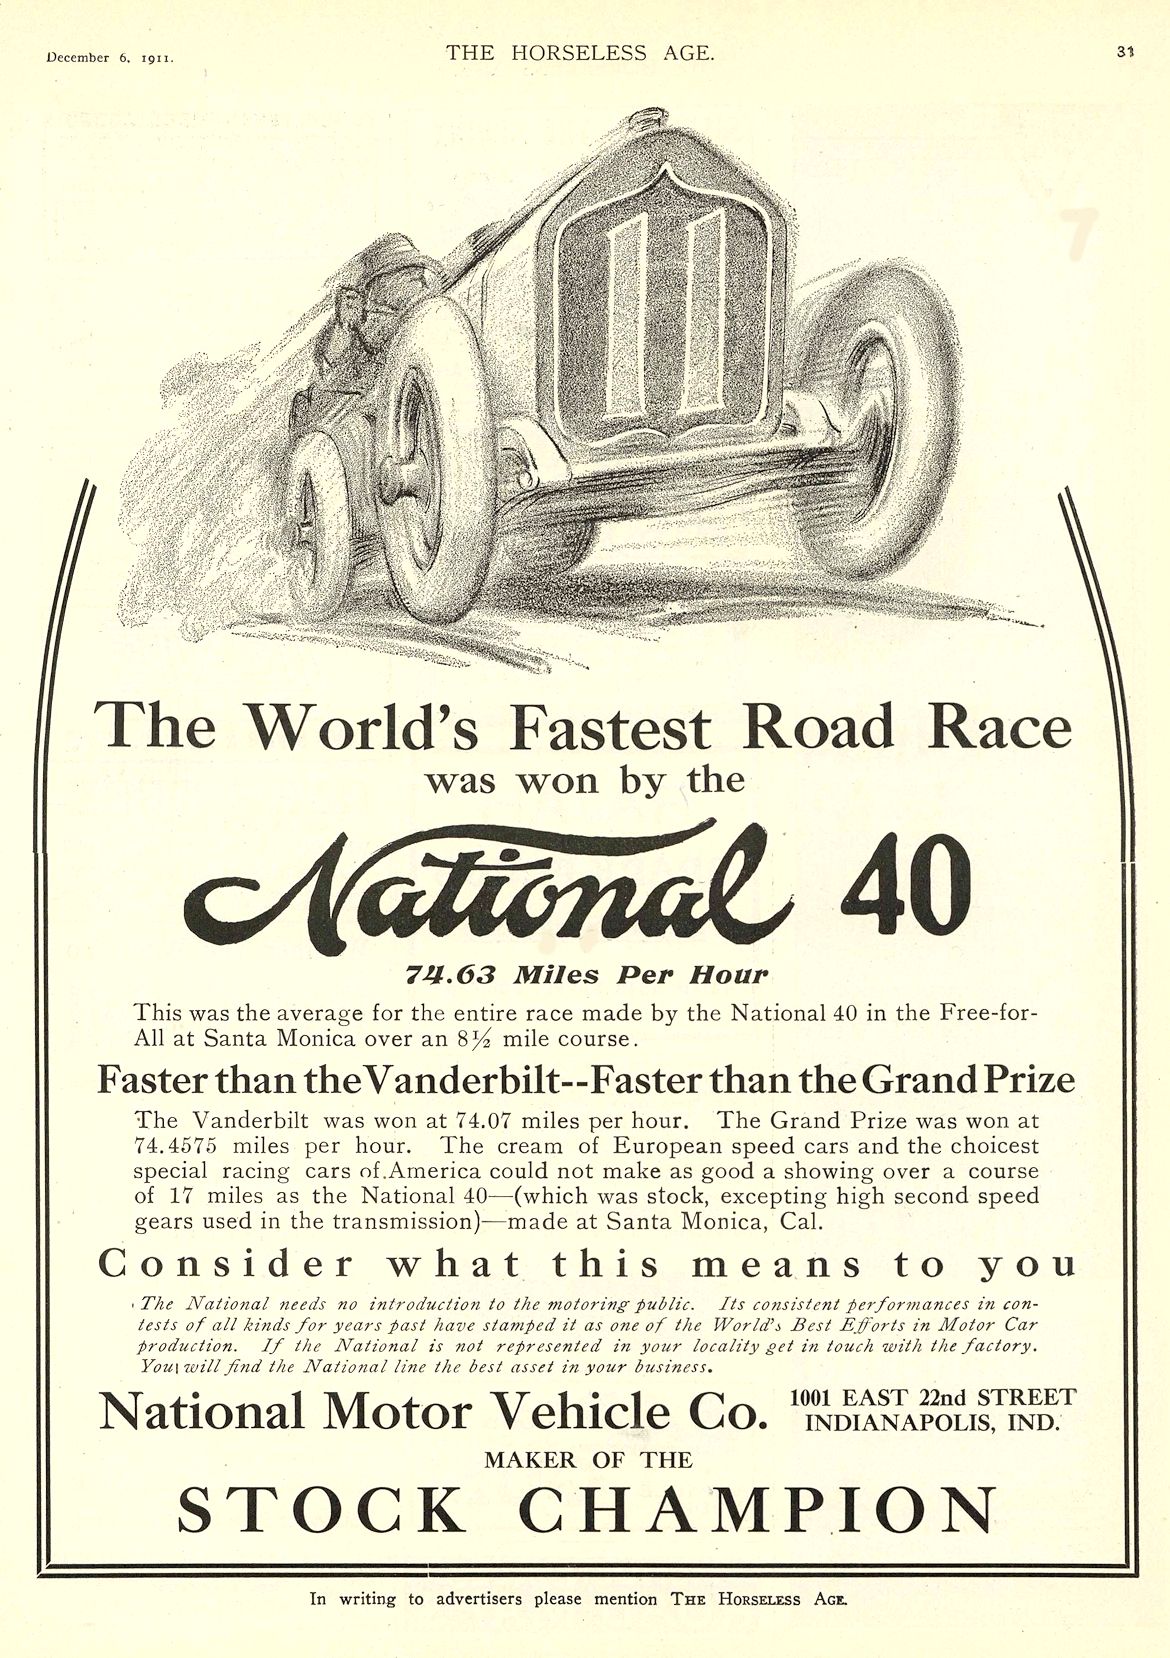 December 6, 1911.
THE HORSELESS AGE.
31
11
7
The World's Fastest Road Race
was won by the
National 40
74.63 Miles Per Hour
This was the average for the entire race made by the National 40 in the Free-for-
All at Santa Monica over an 8½ mile course.
Faster than the Vanderbilt--Faster than the Grand Prize
The Vanderbilt was won at 74.07 miles per hour. The Grand Prize was won at
74.4575 miles per hour. The cream of European speed cars and the choicest
special racing cars of America could not make as good a showing over a course
of 17 miles as the National 40—(which was stock, excepting high second speed
gears used in the transmission)—made at Santa Monica, Cal.
Consider what this means to you
The National needs no introduction to the motoring public. Its consistent performances in con-
tests of all kinds for years past have stamped it as one of the World's Best Efforts in Motor Car
production. If the National is not represented in your locality get in touch with the factory.
You will find the National line the best asset in your business.
National Motor Vehicle Co. 1001 EAST 22nd STREET
INDIANAPOLIS, IND.
MAKER OF THE
STOCK CHAMPION
In writing to advertisers please mention THE HORSELESS AGE.